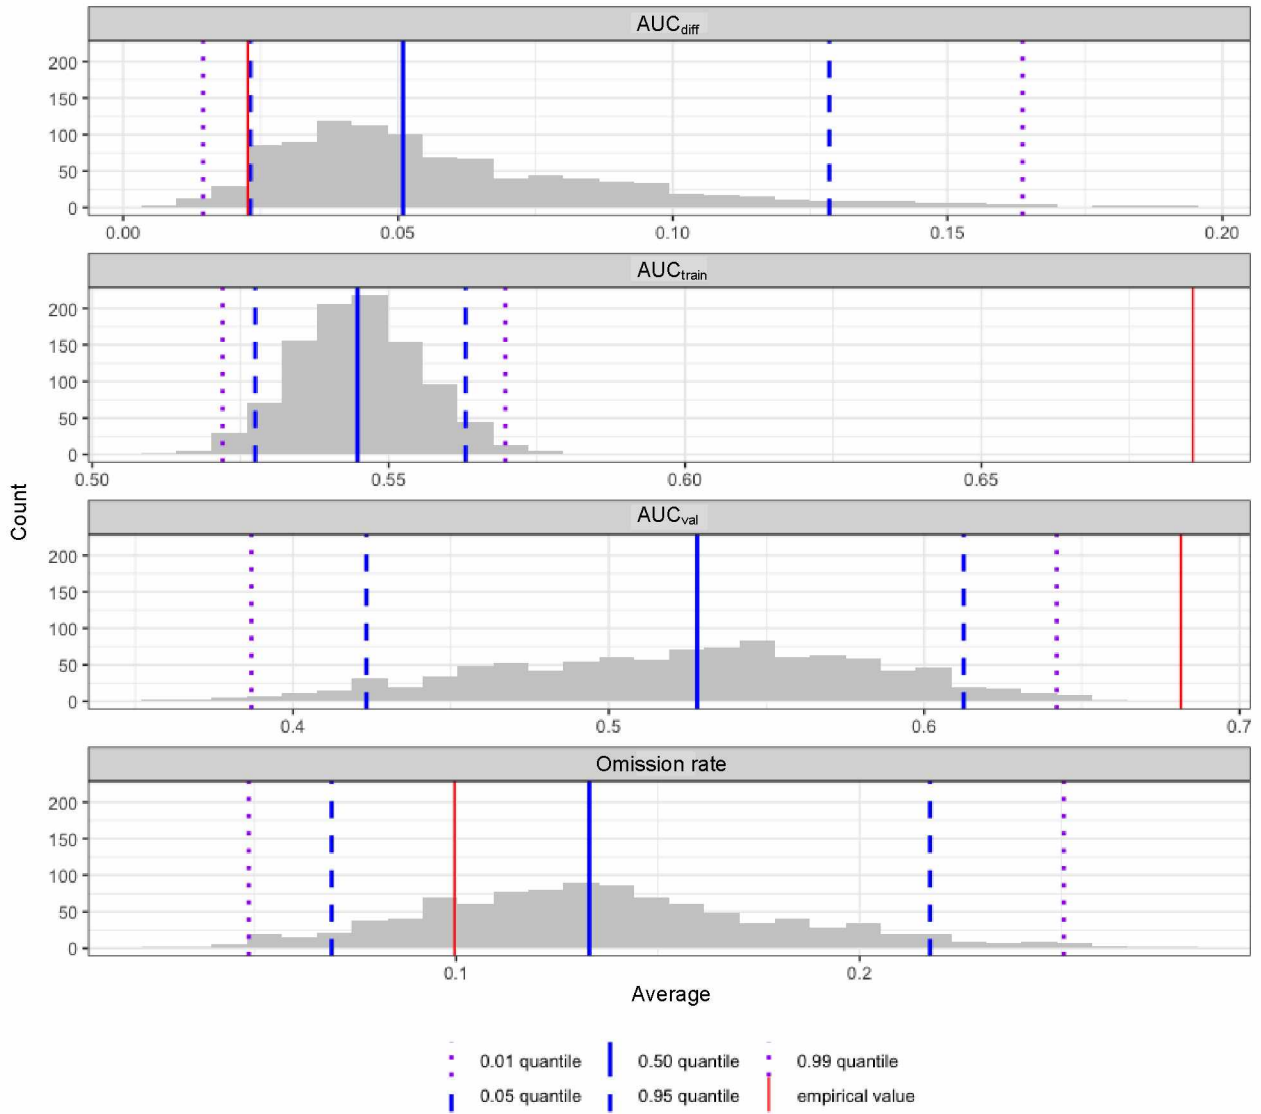 AUCdiff
200
150
100
50
0
0.00 0.05 0.10 0.15 0.20
AUCtrain
200
150
100
50
0
0.50 0.55 0.60 0.65
AUCval
200
150
100
50
0
0.4 0.5 0.6 0.7
Omission rate
200
150
100
50
0
0.1 0.2
Count
Average
0.01 quantile 0.50 quantile 0.99 quantile
0.05 quantile 0.95 quantile empirical value